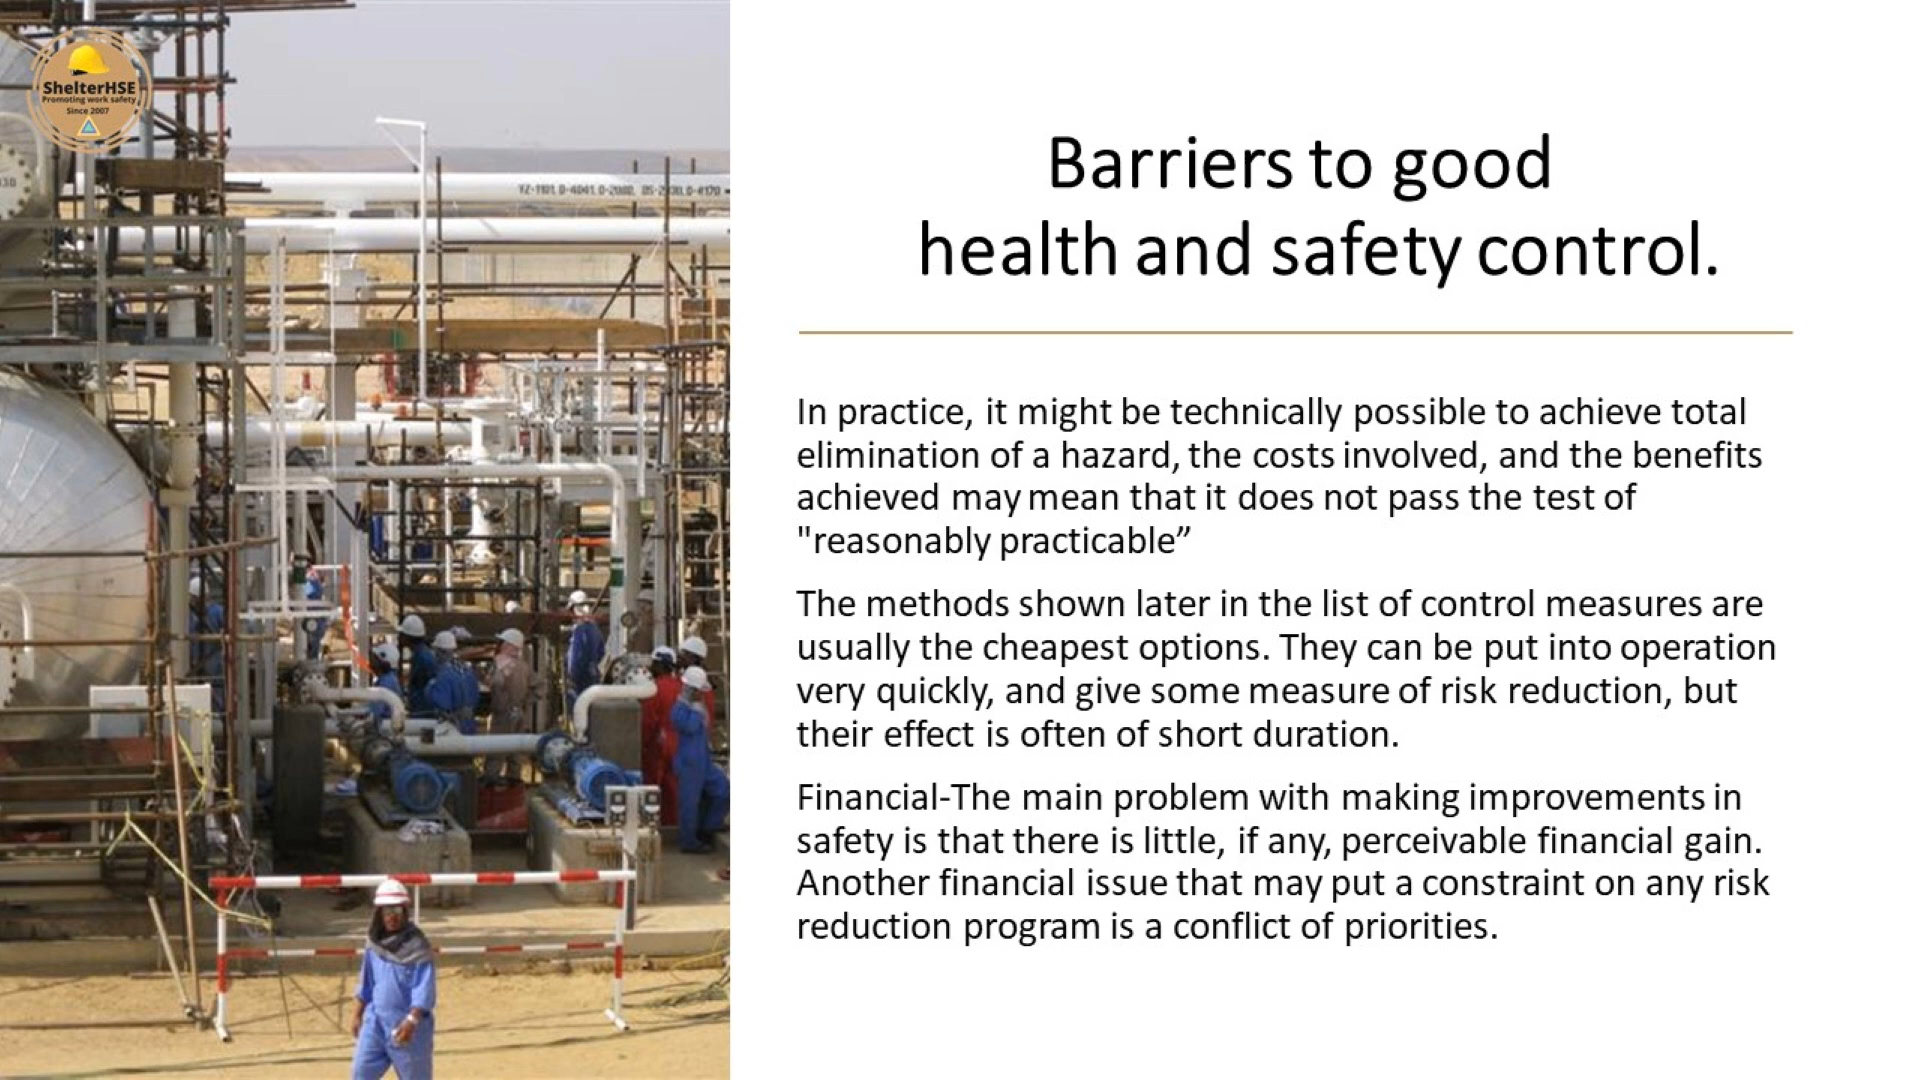 ShelterHSE
Promoting work safety
Since 2007
Barriers to good
health and safety control.
In practice, it might be technically possible to achieve total
elimination of a hazard, the costs involved, and the benefits
achieved may mean that it does not pass the test of
"reasonably practicable”
The methods shown later in the list of control measures are
usually the cheapest options. They can be put into operation
very quickly, and give some measure of risk reduction, but
their effect is often of short duration.
Financial-The main problem with making improvements in
safety is that there is little, if any, perceivable financial gain.
Another financial issue that may put a constraint on any risk
reduction program is a conflict of priorities.